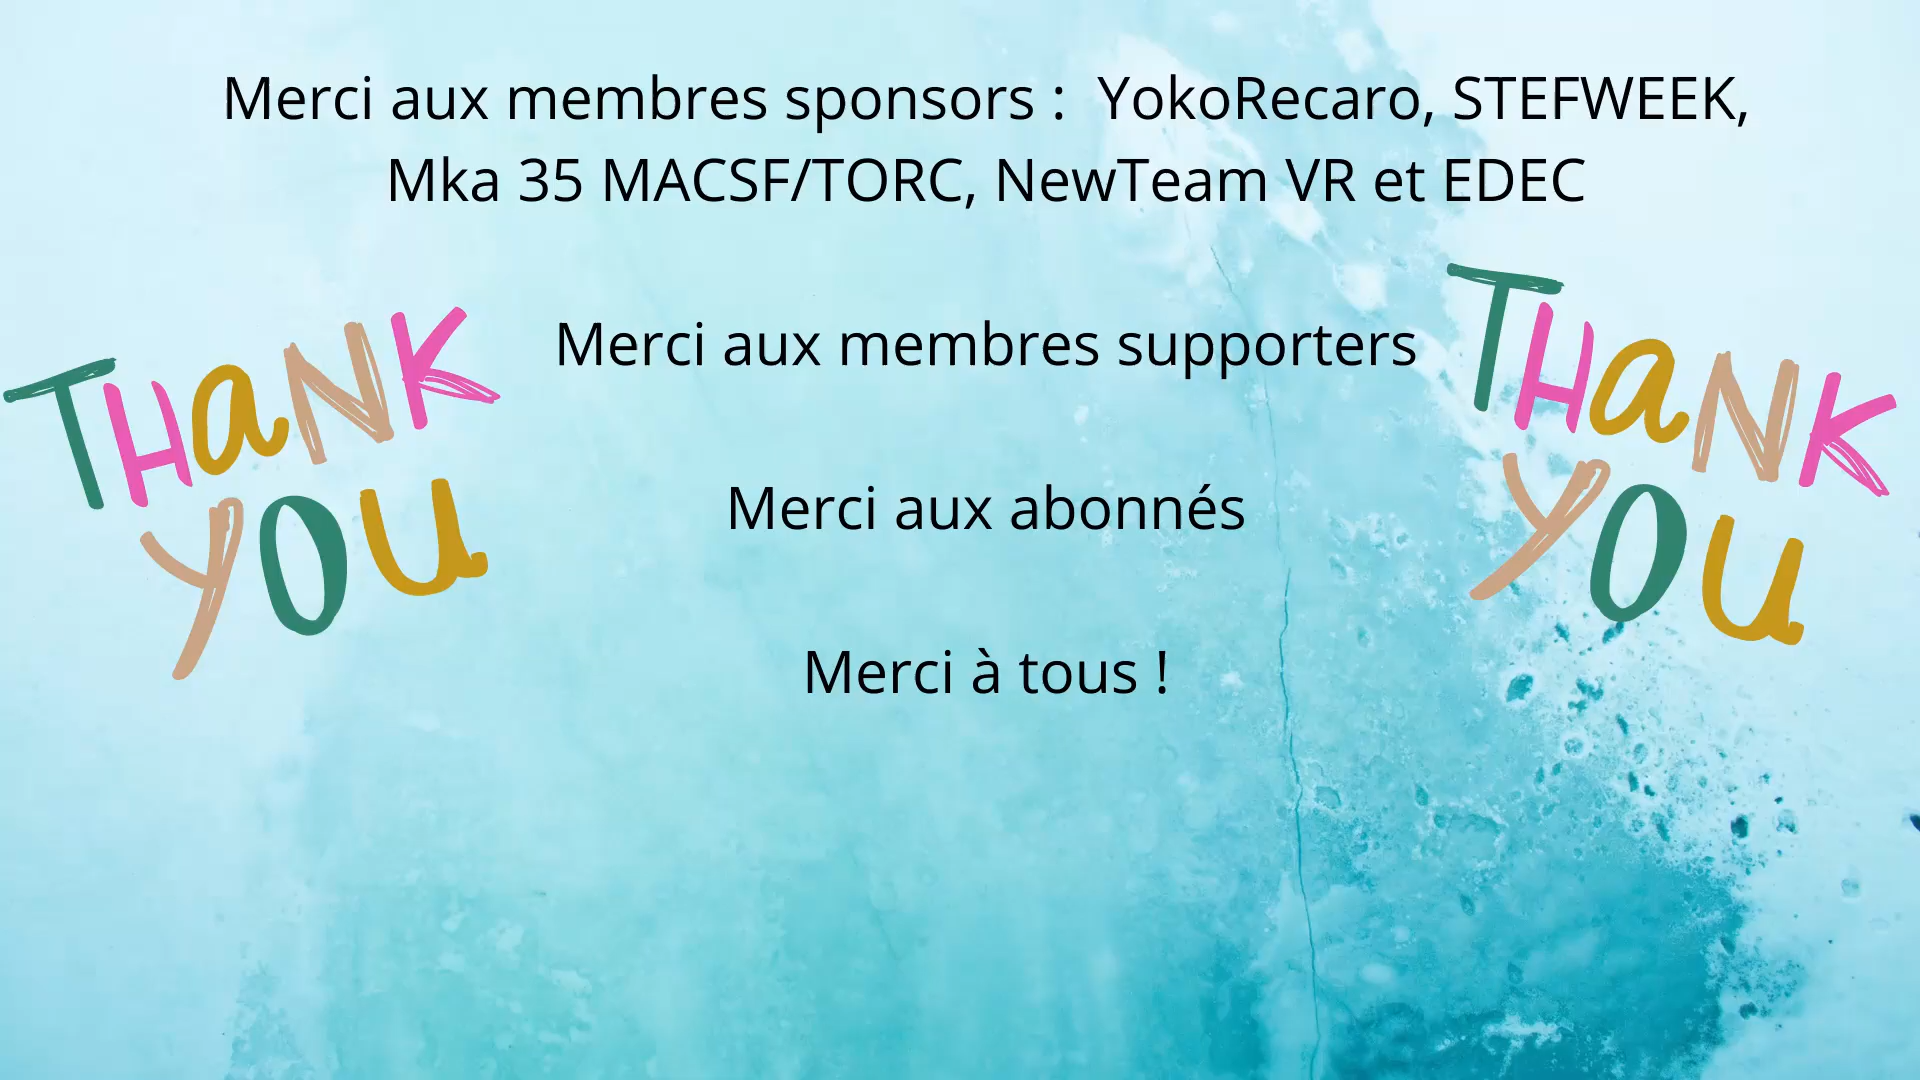 Merci aux membres sponsors :  YokoRecaro, STEFWEEK,
Mka 35 MACSF/TORC, NewTeam VR et EDEC
THaNK
YOU
Merci aux membres supporters
THaNK
YOU
Merci aux abonnés
Merci à tous !